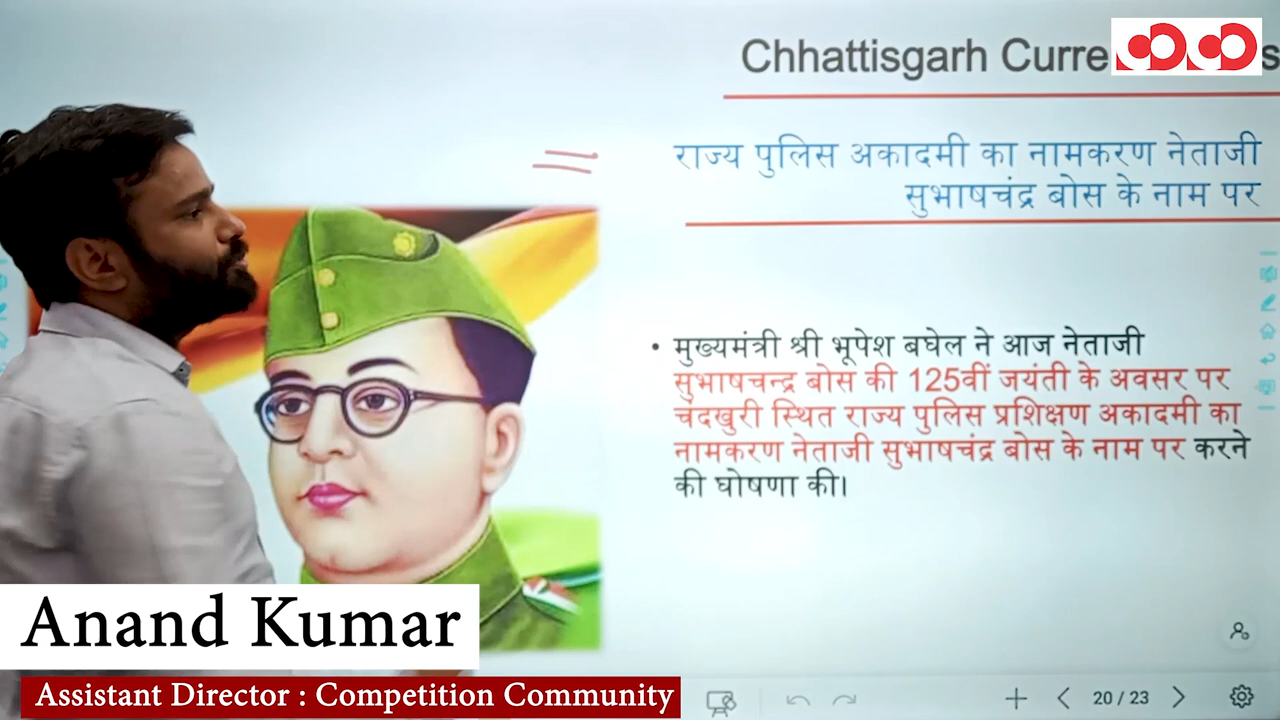 Chhattisgarh Curre
राज्य पुलिस अकादमी का नामकरण नेताजी
सुभाषचंद्र बोस के नाम पर
• मुख्यमंत्री श्री भूपेश बघेल ने आज नेताजी
सुभाषचन्द्र बोस की 125वीं जयंती के अवसर पर
चंदखुरी स्थित राज्य पुलिस प्रशिक्षण अकादमी का
नामकरण नेताजी सुभाषचंद्र बोस के नाम पर करने
की घोषणा की।
Anand Kumar
Assistant Director : Competition Community
20 / 23